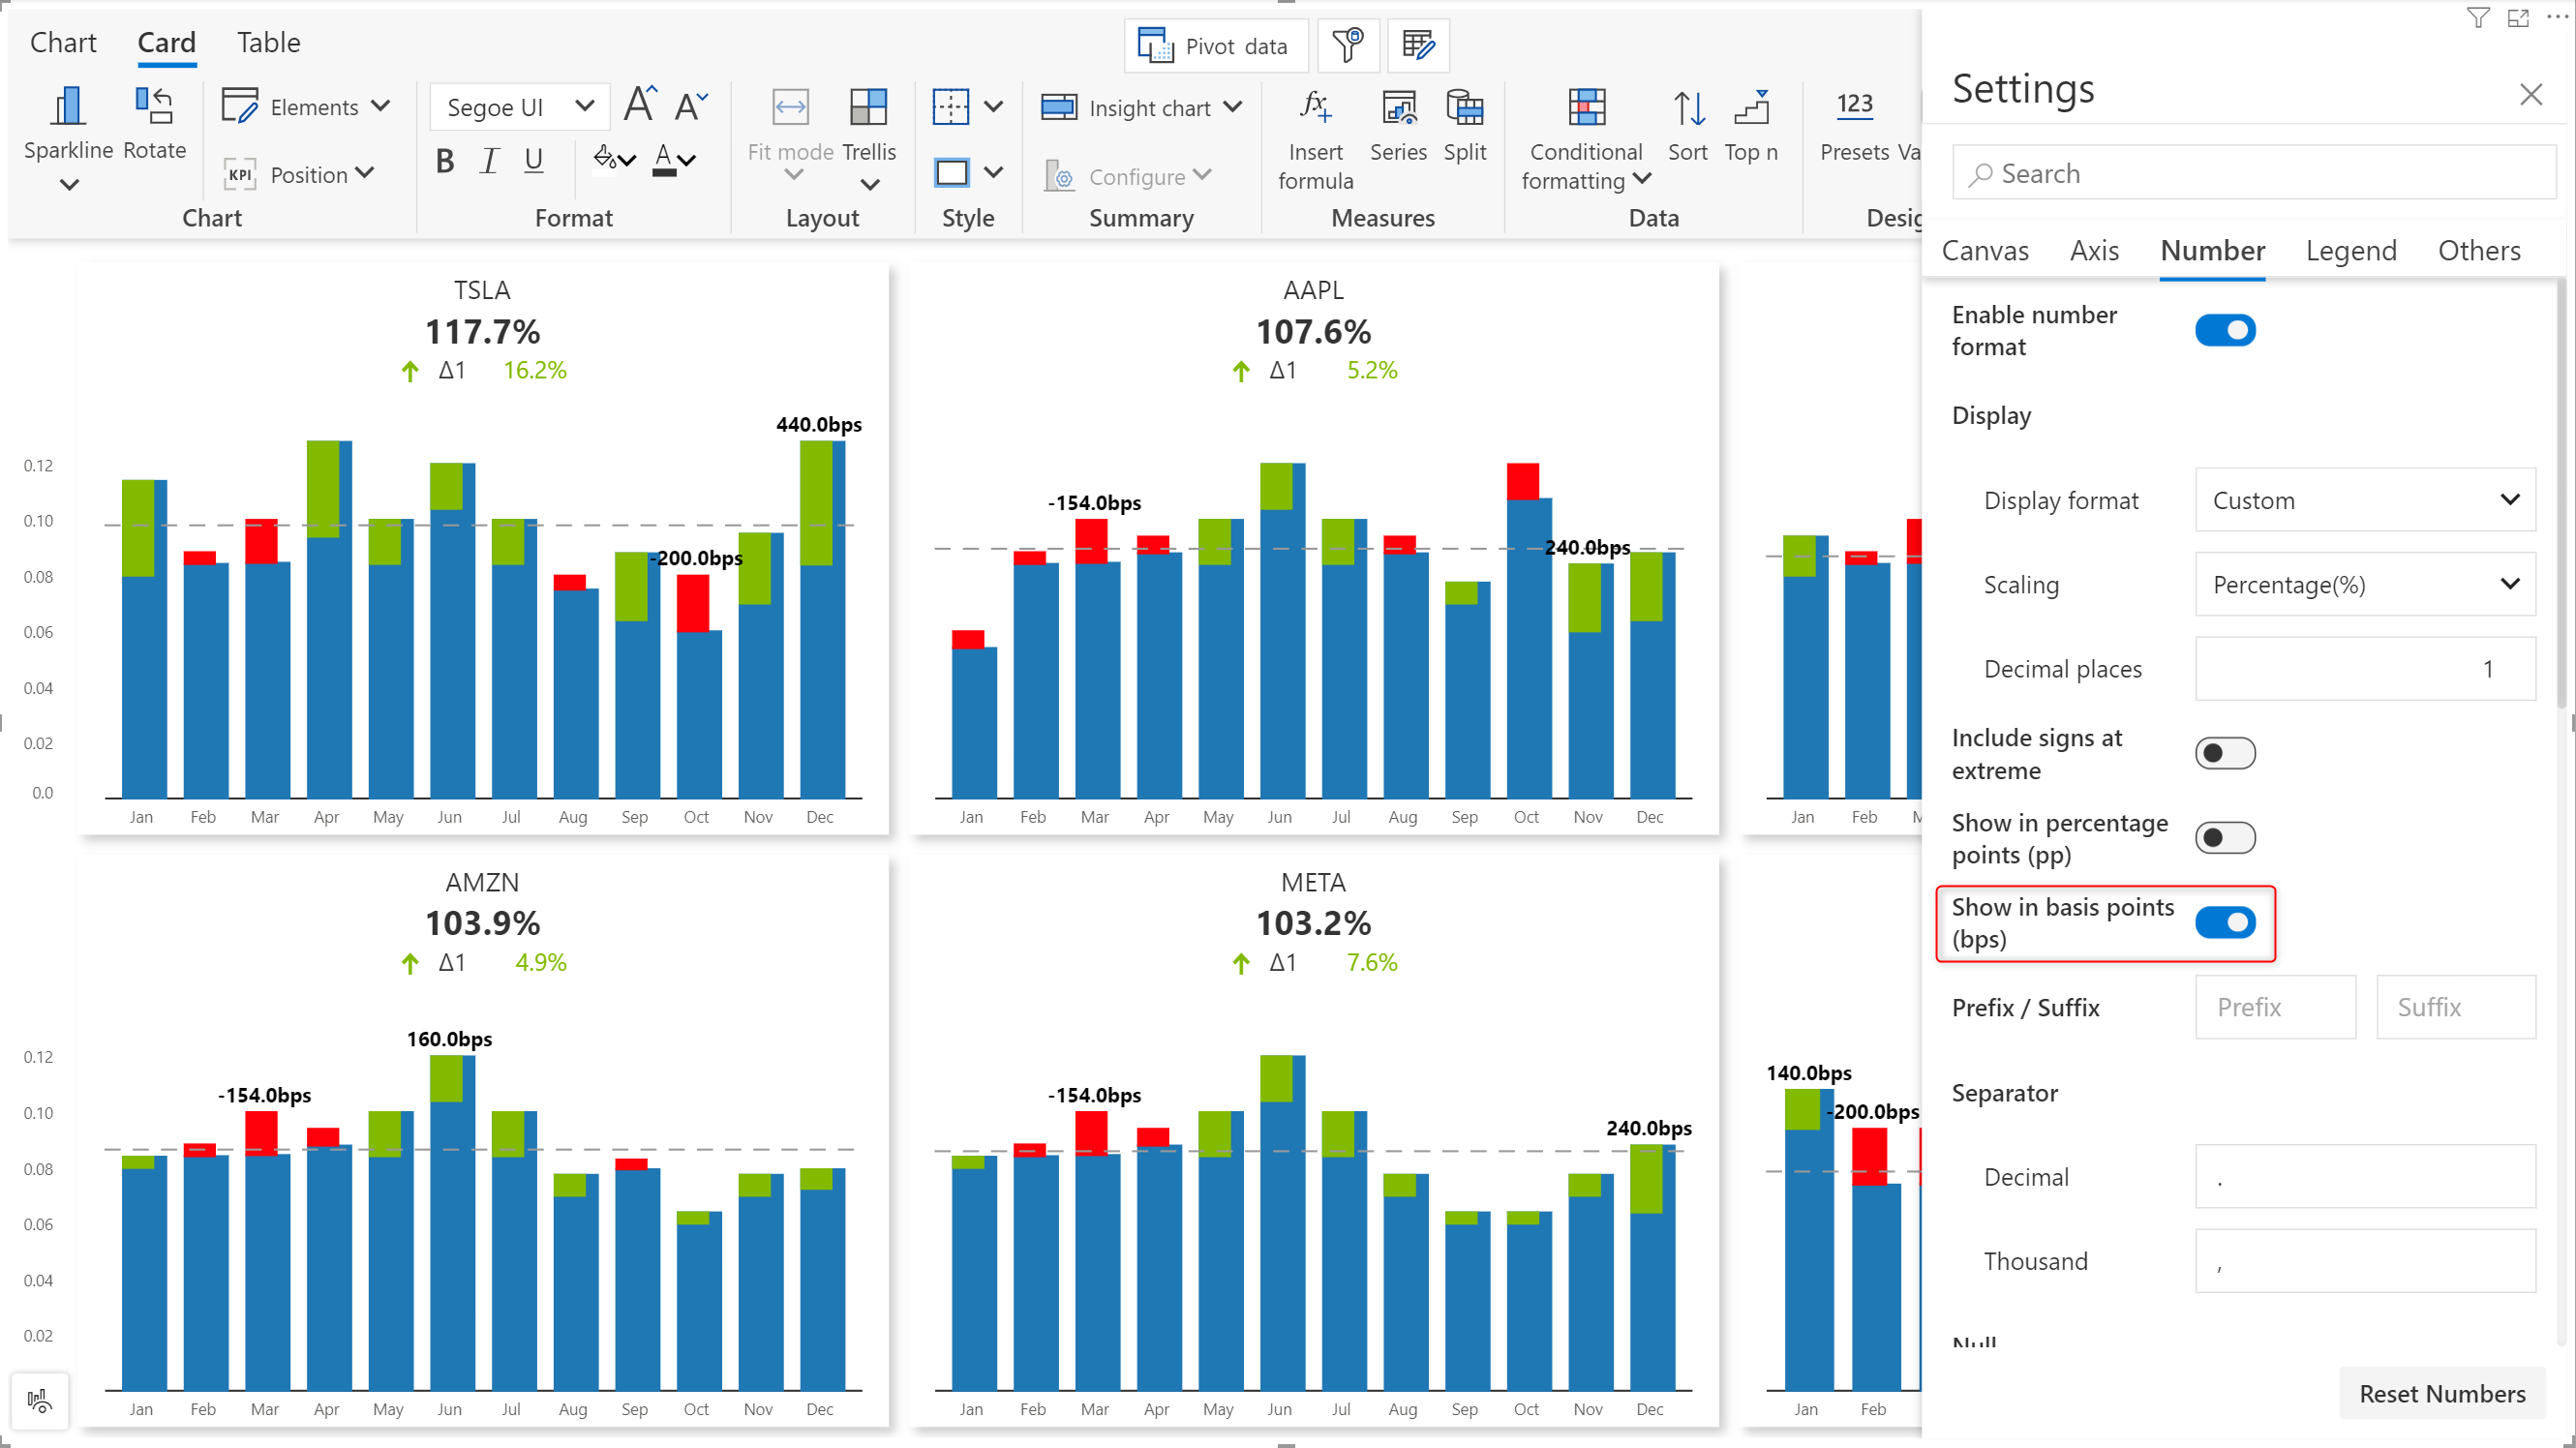 Chart Card Table
Pivot data
Sparkline Rotate Elements Position
KPI
Chart
Segoe UI
A A
B I U A
Format
Fit mode Trellis
Layout
Style
Insight chart
Configure
Summary
fx
Insert formula Series Split
Measures
Conditional formatting Sort Top n
Data
123
Presets
Settings
Search
Canvas Axis Number Legend Others
Enable number
format
Display
Display format Custom
Scaling Percentage(%)
Decimal places 1
Include signs at
extreme
Show in percentage
points (pp)
Show in basis points
(bps)
Prefix / Suffix Prefix Suffix
Separator
Decimal .
Thousand ,
Null
Reset Numbers
TSLA
117.7%
Δ1 16.2%
440.0bps
-200.0bps
0.12
0.10
0.08
0.06
0.04
0.02
0.0
Jan Feb Mar Apr May Jun Jul Aug Sep Oct Nov Dec
AAPL
107.6%
Δ1 5.2%
-154.0bps
240.0bps
Jan Feb Mar Apr May Jun Jul Aug Sep Oct Nov Dec
Jan Feb
AMZN
103.9%
Δ1 4.9%
160.0bps
-154.0bps
0.12
0.10
0.08
0.06
0.04
0.02
Jan Feb Mar Apr May Jun Jul Aug Sep Oct Nov Dec
META
103.2%
Δ1 7.6%
-154.0bps
240.0bps
Jan Feb Mar Apr May Jun Jul Aug Sep Oct Nov Dec
140.0bps
-200.0bps
Jan Feb